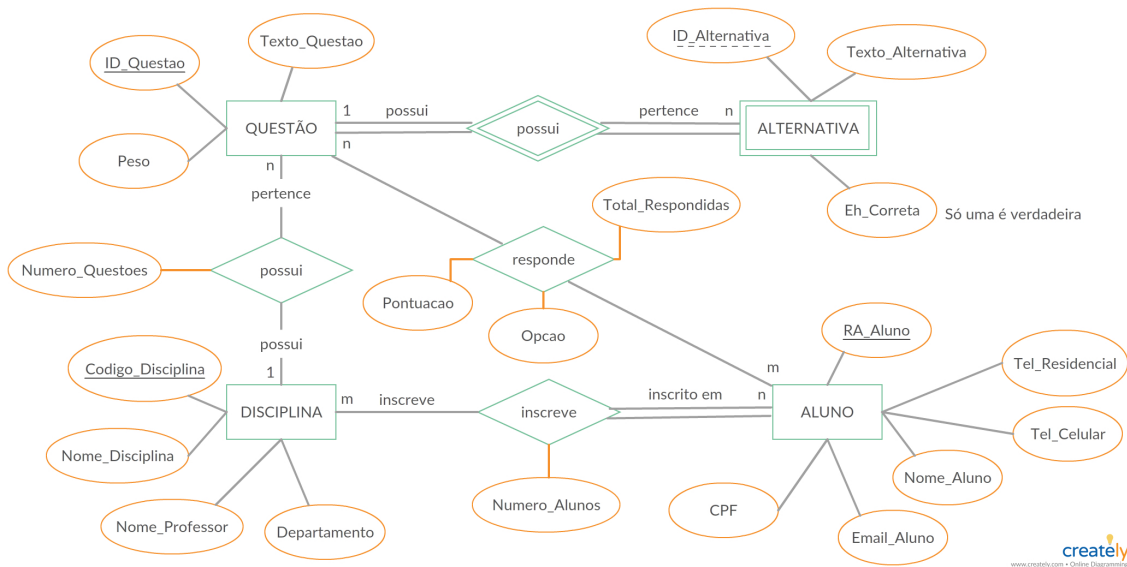 Texto_Questao
ID_Questao
Peso
QUESTÃO
1
possui
n
possui
pertence
n
ALTERNATIVA
ID_Alternativa
Texto_Alternativa
Eh_Correta
Só uma é verdadeira
n
pertence
Numero_Questoes
possui
possui
1
Total_Respondidas
responde
Pontuacao
Opcao
m
RA_Aluno
Tel_Residencial
Codigo_Disciplina
DISCIPLINA
m
inscreve
inscreve
inscrito em
n
ALUNO
Tel_Celular
Nome_Disciplina
Nome_Aluno
Nome_Professor
Departamento
Numero_Alunos
CPF
Email_Aluno
creately
www.creately.com • Online Diagramming